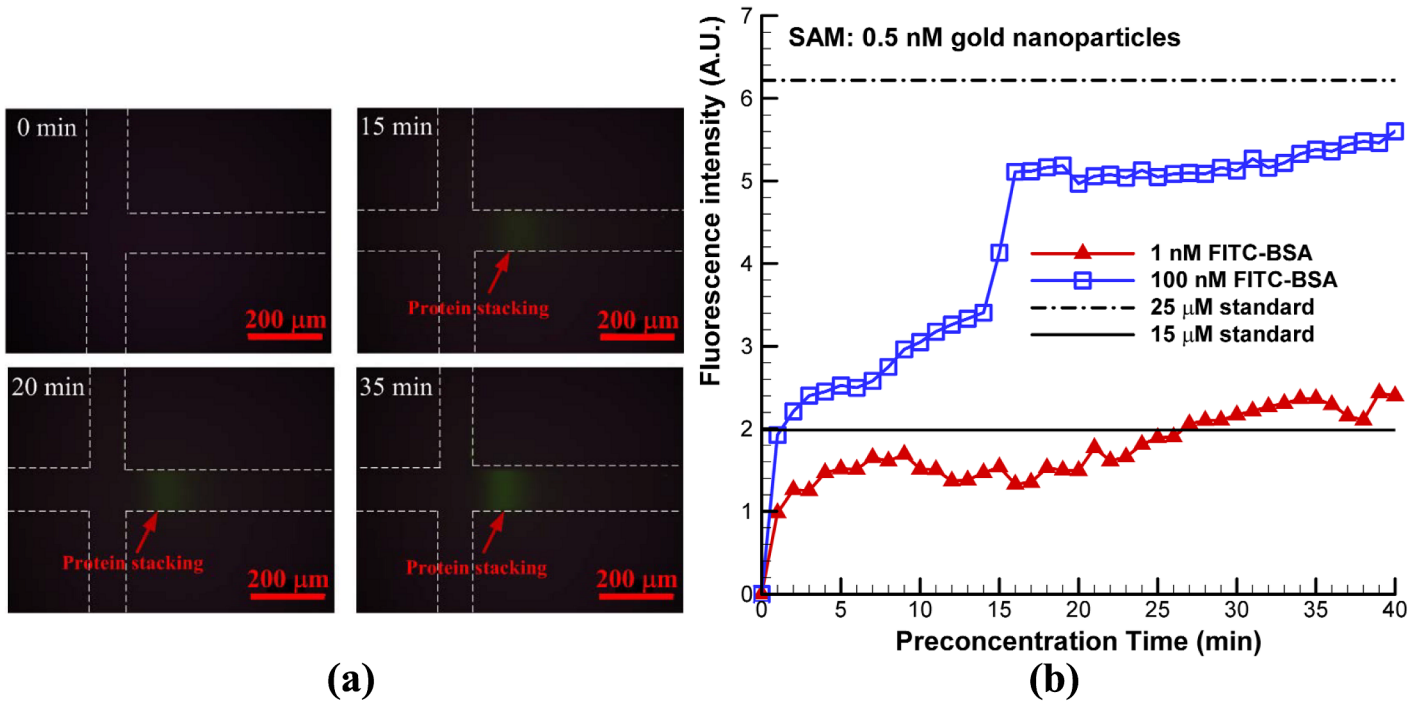 0 min
200 μm
15 min
Protein stacking
200 μm
20 min
Protein stacking
200 μm
35 min
Protein stacking
200 μm
(a)
Fluorescence intensity (A.U.)
7
6
5
4
3
2
1
0
SAM: 0.5 nM gold nanoparticles
1 nM FITC-BSA
100 nM FITC-BSA
25 μM standard
15 μM standard
0 5 10 15 20 25 30 35 40
Preconcentration Time (min)
(b)